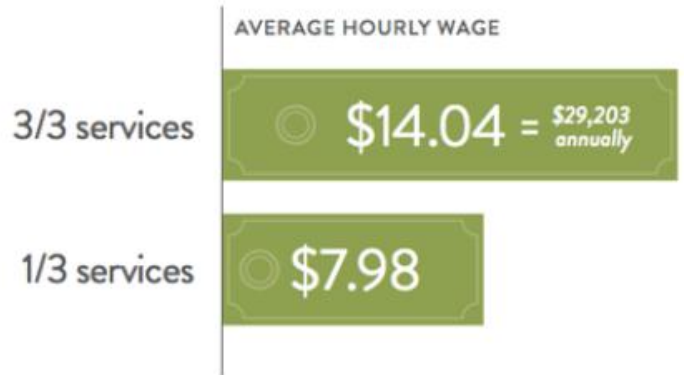 AVERAGE HOURLY WAGE
3/3 services
$14.04 = $29,203
annually
1/3 services
$7.98